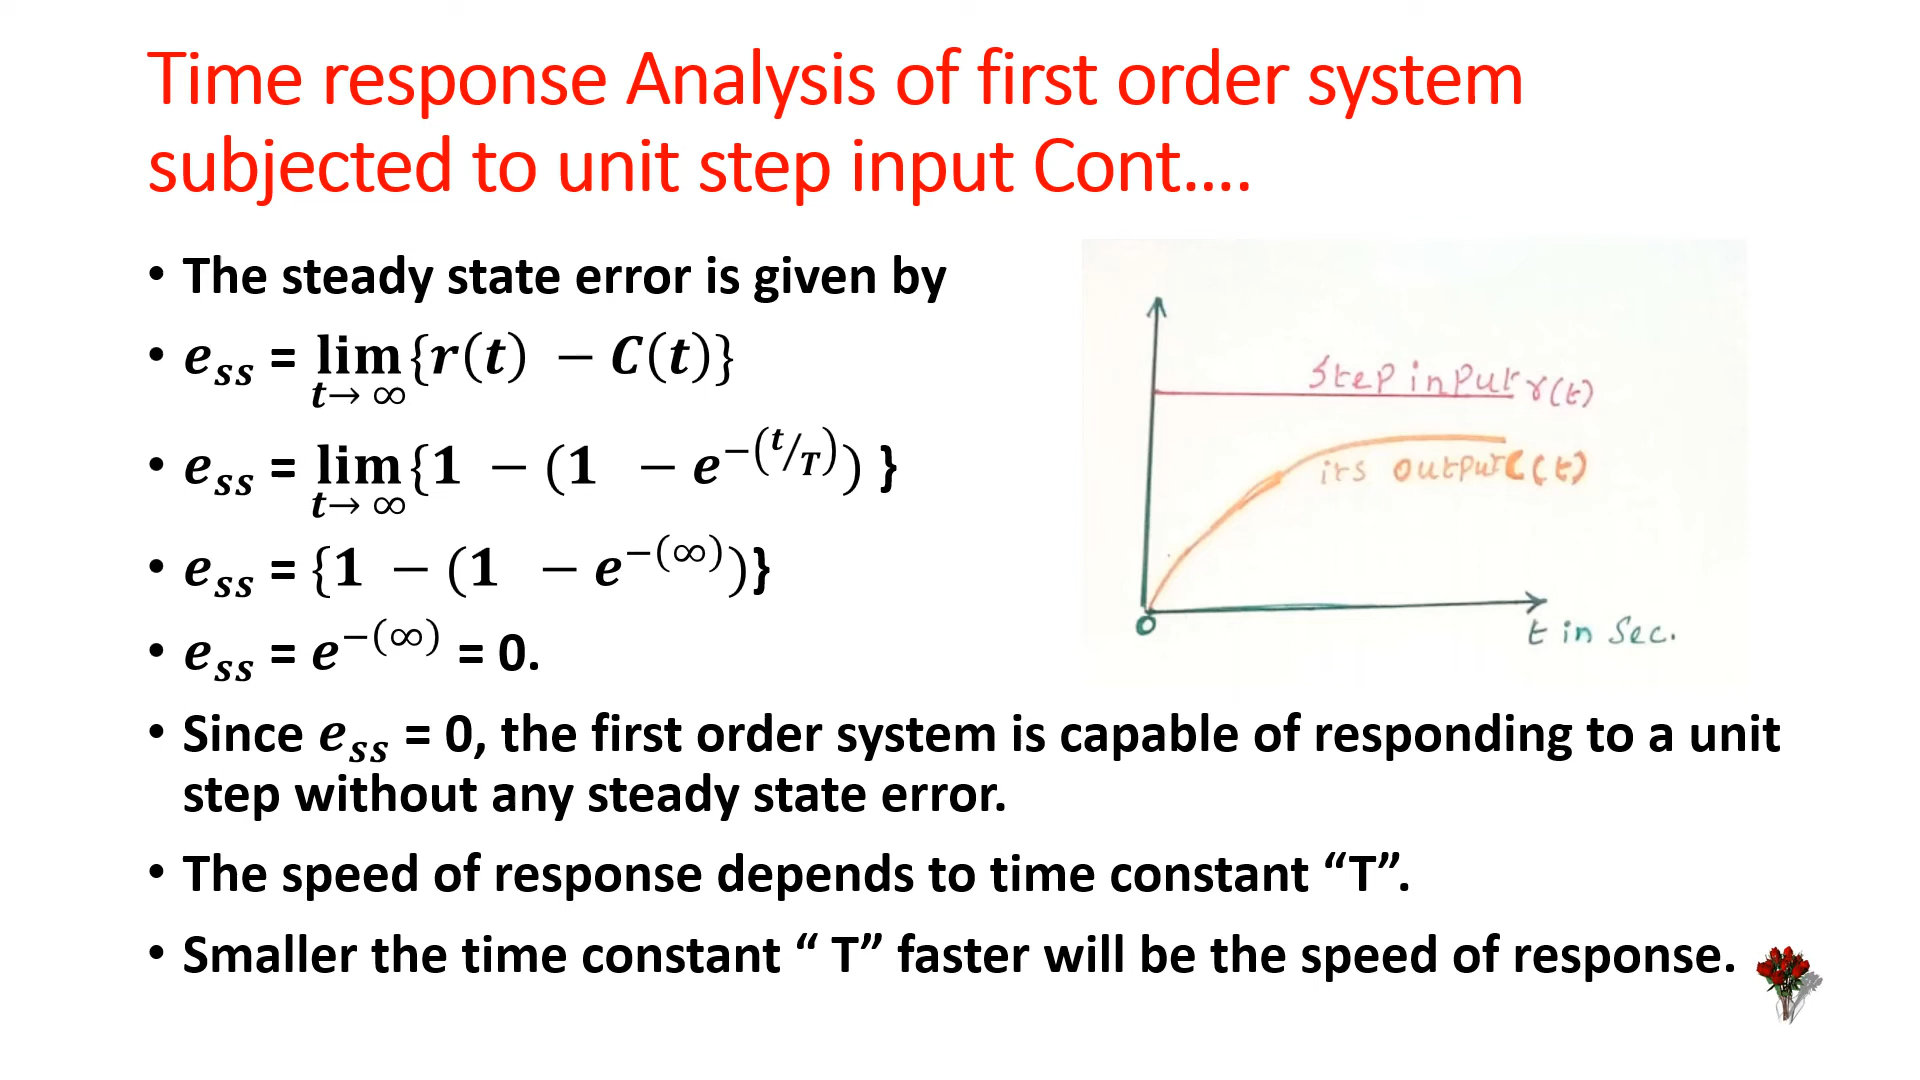 Time response Analysis of first order system
subjected to unit step input Cont....
• The steady state error is given by
• e_ss = lim_{t→ ∞} {r(t) − C(t)}
• e_ss = lim_{t→ ∞} {1 − (1 − e^{−(t/T)}) }
• e_ss = {1 − (1 − e^{−(∞)})}
• e_ss = e^{−(∞)} = 0.
Step input r(t)
its output C(t)
0
t in Sec.
• Since e_ss = 0, the first order system is capable of responding to a unit
step without any steady state error.
• The speed of response depends to time constant “T”.
• Smaller the time constant “ T” faster will be the speed of response.